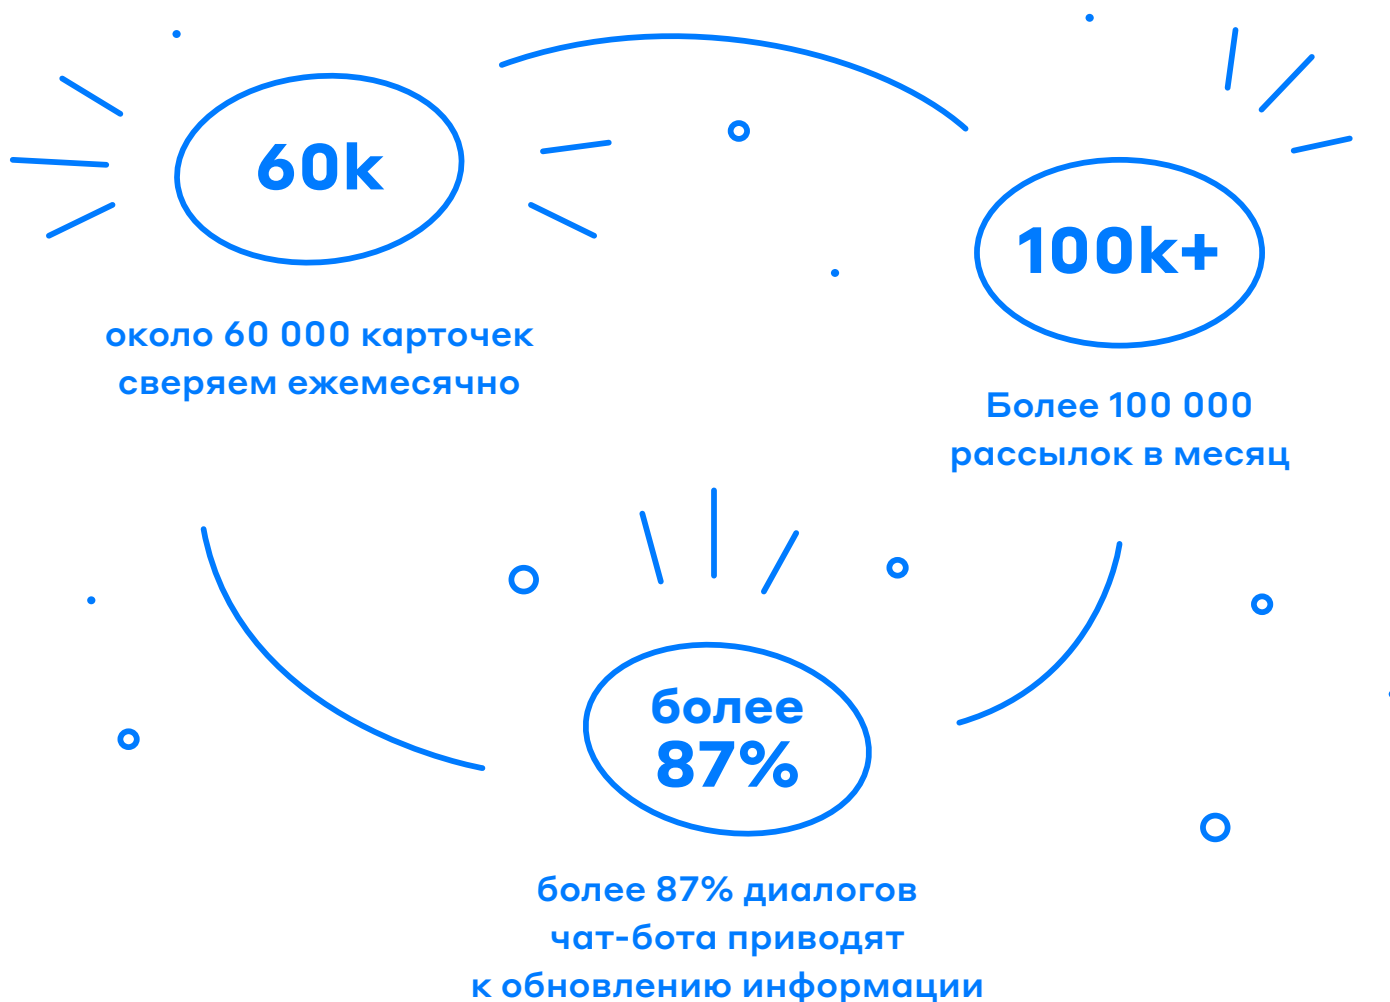 60k
около 60 000 карточек
сверяем ежемесячно
100k+
Более 100 000
рассылок в месяц
более
87%
более 87% диалогов
чат-бота приводят
к обновлению информации